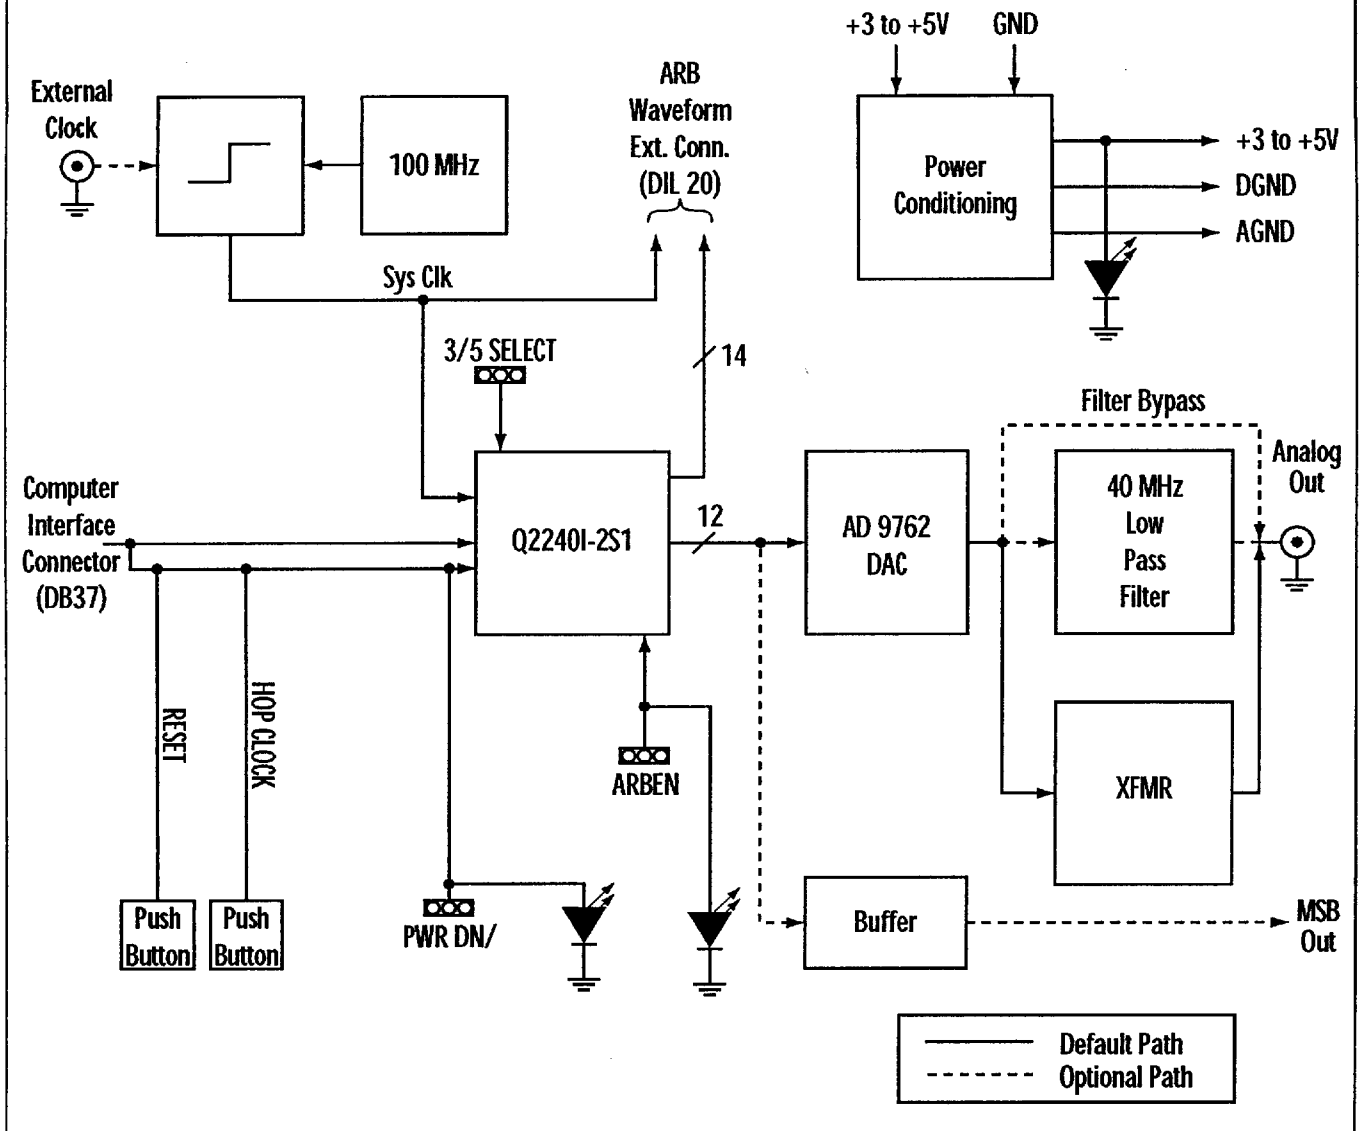 +3 to +5V
GND
External
Clock
100 MHz
ARB
Waveform
Ext. Conn.
(DIL 20)
Power
Conditioning
+3 to +5V
DGND
AGND
Sys Clk
3/5 SELECT
14
Filter Bypass
Analog
Out
Computer
Interface
Connector
(DB37)
Q2240I-2S1
12
AD 9762
DAC
40 MHz
Low
Pass
Filter
RESET
HOP CLOCK
ARBEN
XFMR
Push
Button
Push
Button
PWR DN/
Buffer
MSB
Out
Default Path
Optional Path